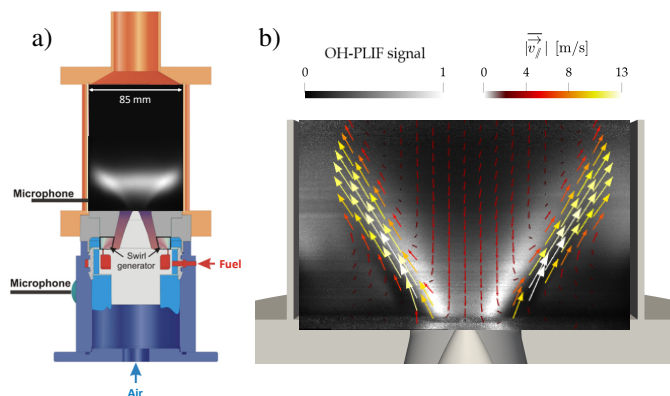 a)
85 mm
Microphone
Swirl
generator
Fuel
Microphone
Air
b)
OH-PLIF signal
0 1
|v⃗∥| [m/s]
0 4 8 13